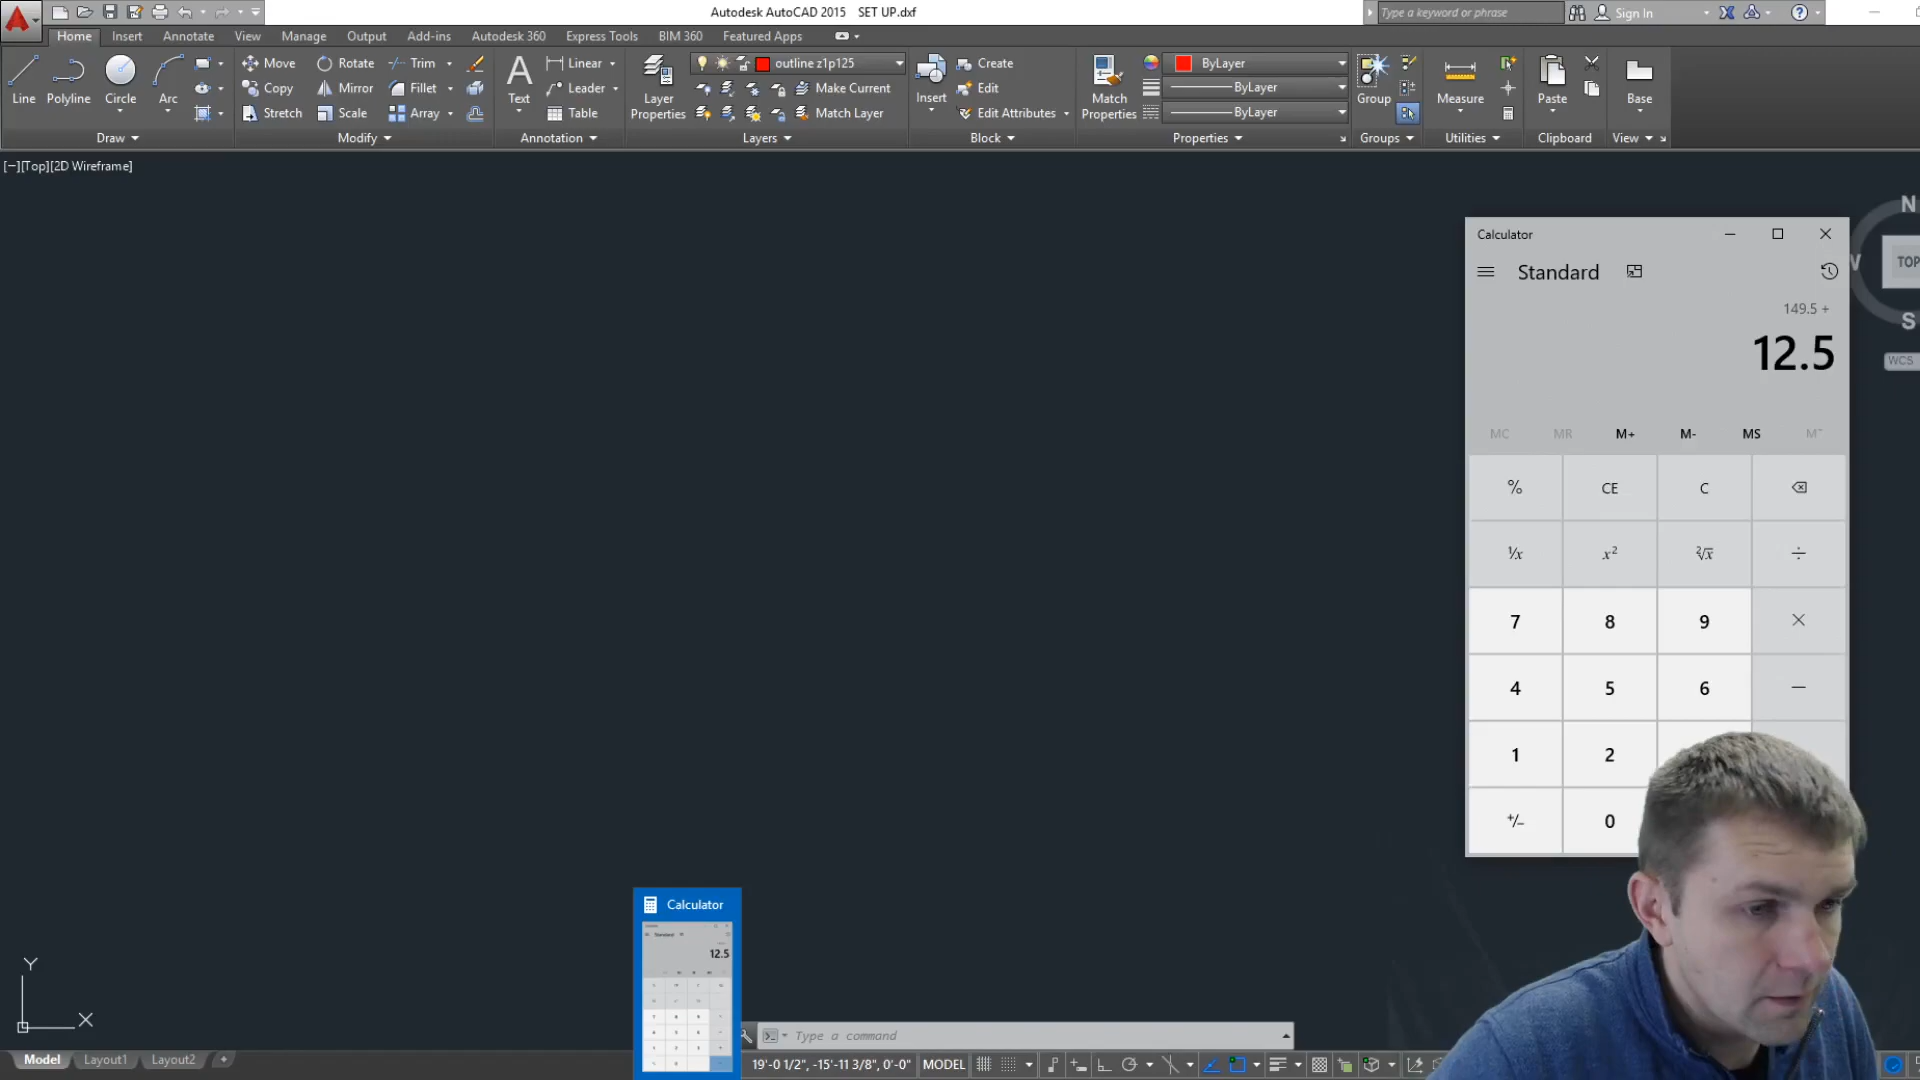 Autodesk AutoCAD 2015 SET UP.dxf
Type a keyword or phrase
Sign In
Home Insert Annotate View Manage Output Add-ins Autodesk 360 Express Tools BIM 360 Featured Apps
Line Polyline Circle Arc
Move Rotate Trim
Copy Mirror Fillet
Stretch Scale Array
Text
Linear
Leader
Table
Layer Properties
outline z1p125
Make Current
Match Layer
Insert
Create
Edit
Edit Attributes
Match Properties
ByLayer
ByLayer
ByLayer
Group
Measure
Paste
Base
Draw Modify Annotation Layers Block Properties Groups Utilities Clipboard View
[−][Top][2D Wireframe]
N
TOP
S
WCS
Calculator
Standard
149.5 +
12.5
MC MR M+ M- MS
% CE C
¹/x x² ²√x ÷
7 8 9 ×
4 5 6 −
1 2
+/− 0
Calculator
Standard
12.5
Y
X
Type a command
Model Layout1 Layout2 +
19'-0 1/2", -15'-11 3/8", 0'-0" MODEL